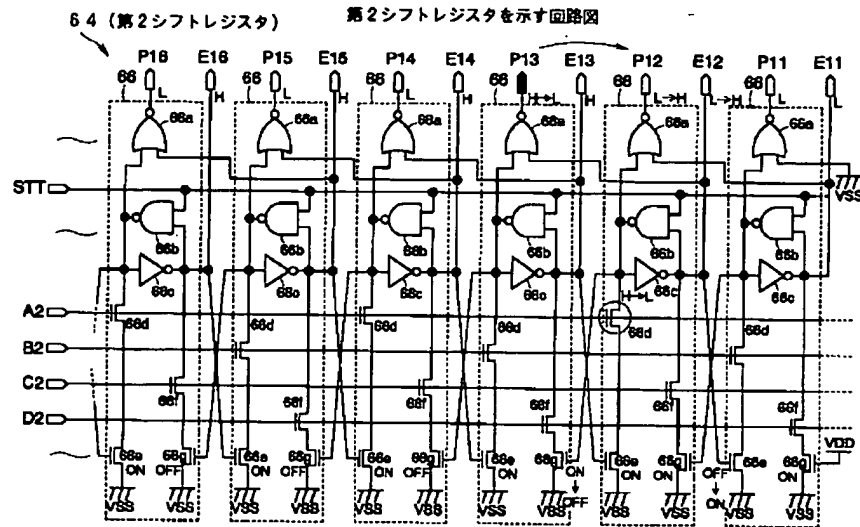 64 (第2シフトレジスタ)
第2シフトレジスタを示す回路図
P16 E16 P15 E15 P14 E14 P13 E13 P12 E12 P11 E11
66 66 66 66 66 66
L H L H L H H→L H L→H L→H L L
66a 66a 66a 66a 66a 66a
STT
VSS
66b 66b 66b 66b 66b 66b
66c 66c 66c 66c 66c 66c
H→L
A2
66d 66d 66d
B2
66d 66d 66d
C2
66f 66f 66f
D2
66f 66f 66f
VDD
66e 66g 66e 66g 66e 66g 66e 66g 66e 66g 66e 66g
ON OFF ON OFF ON OFF ON ON→OFF ON ON OFF→ON ON
VSS VSS VSS VSS VSS VSS VSS VSS VSS VSS VSS VSS